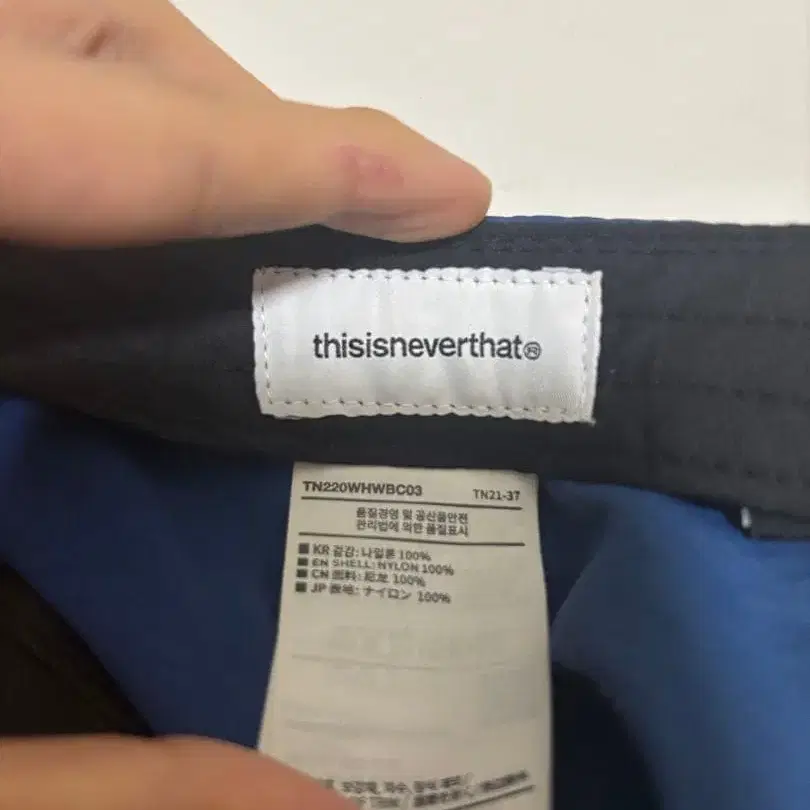 thisisneverthat®
TN220WHWBC03 TN21-37
품질경영 및 공산품안전
관리법에 의한 품질표시
KR 겉감: 나일론 100%
EN SHELL: NYLON 100%
CN 面料: 尼龙 100%
JP 表地: ナイロン 100%